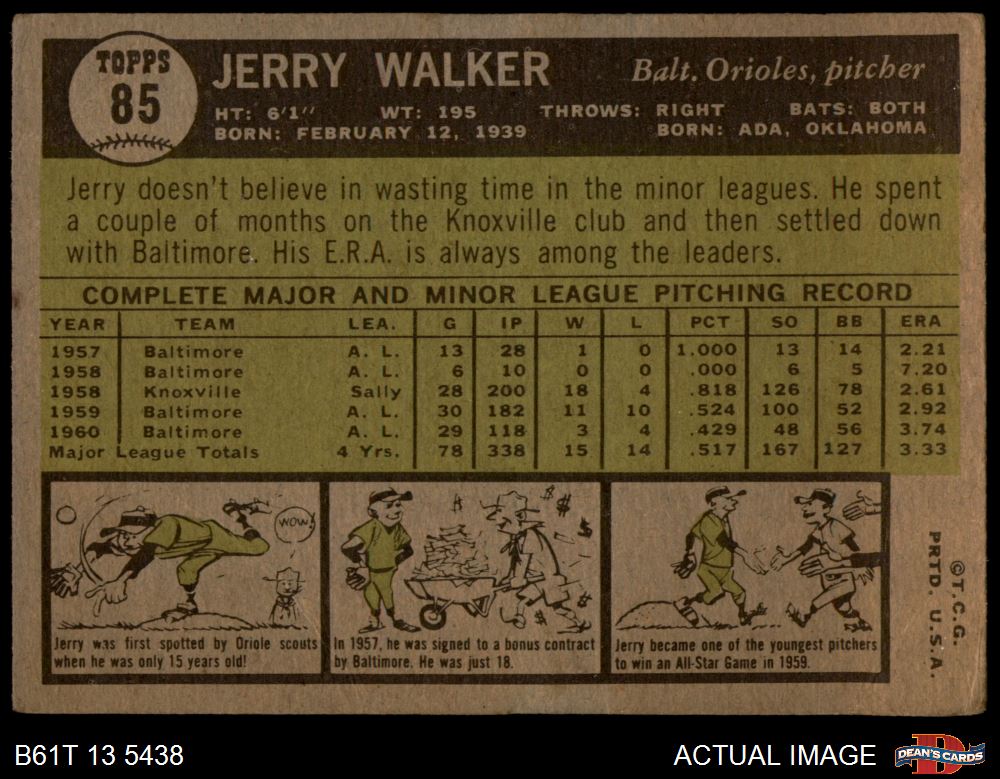 TOPPS
85
JERRY WALKER
Balt. Orioles, pitcher
HT: 6'1" WT: 195 THROWS: RIGHT BATS: BOTH
BORN: FEBRUARY 12, 1939 BORN: ADA, OKLAHOMA
Jerry doesn't believe in wasting time in the minor leagues. He spent
a couple of months on the Knoxville club and then settled down
with Baltimore. His E.R.A. is always among the leaders.
COMPLETE MAJOR AND MINOR LEAGUE PITCHING RECORD
YEAR TEAM LEA. G IP W L PCT SO BB ERA
1957 Baltimore A. L. 13 28 1 0 1.000 13 14 2.21
1958 Baltimore A. L. 6 10 0 0 .000 6 5 7.20
1958 Knoxville Sally 28 200 18 4 .818 126 78 2.61
1959 Baltimore A. L. 30 182 11 10 .524 100 52 2.92
1960 Baltimore A. L. 29 118 3 4 .429 48 56 3.74
Major League Totals 4 Yrs. 78 338 15 14 .517 167 127 3.33
WOW!
Jerry was first spotted by Oriole scouts
when he was only 15 years old!
$ $ $ $ $ $ $
In 1957, he was signed to a bonus contract
by Baltimore. He was just 18.
Jerry became one of the youngest pitchers
to win an All-Star Game in 1959.
©T.C.G.
PRTD. U.S.A.
B61T 13 5438
ACTUAL IMAGE
DEAN'S CARDS